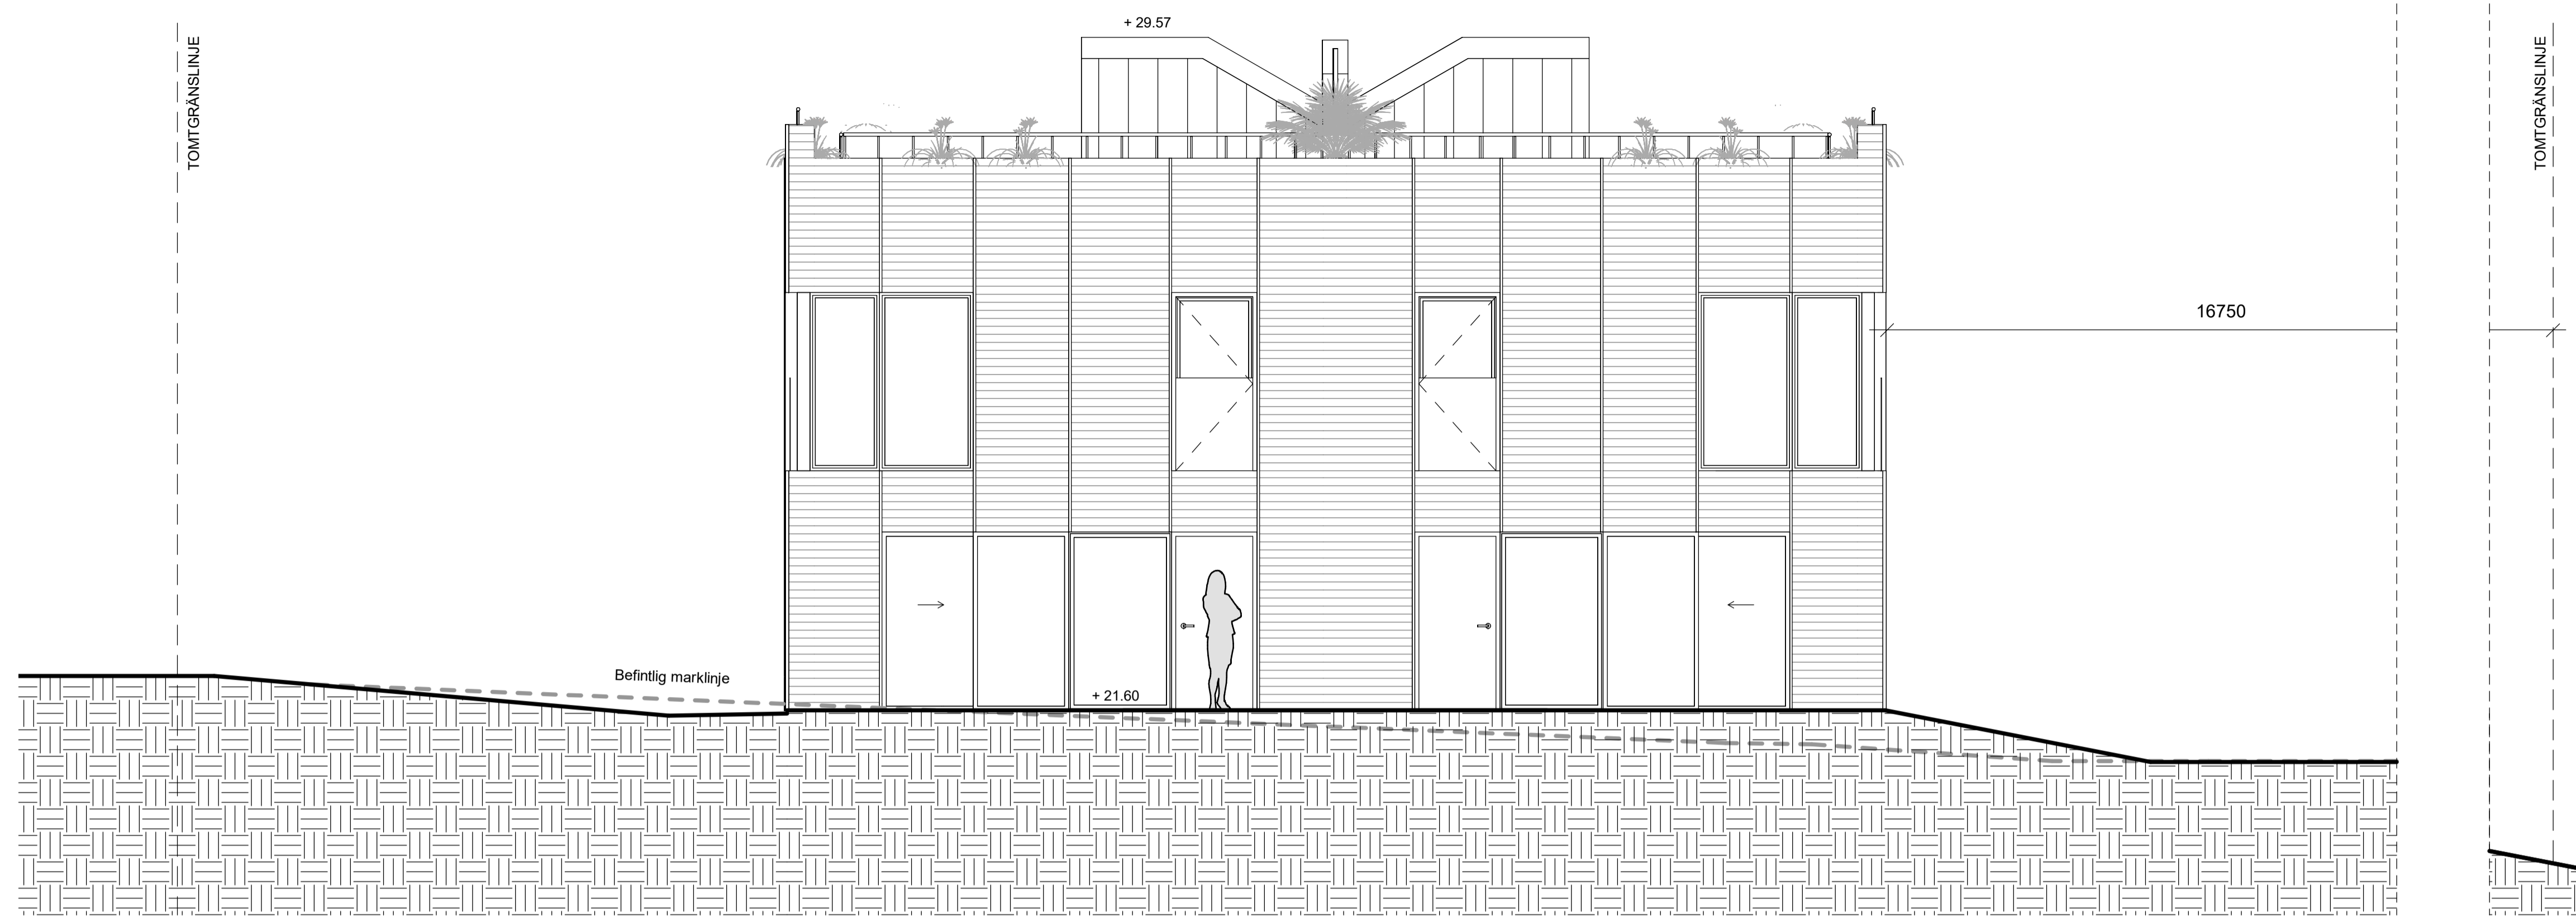 + 29.57
TOMTGRÄNSLINJE
TOMTGRÄNSLINJE
16750
Befintlig marklinje
+ 21.60